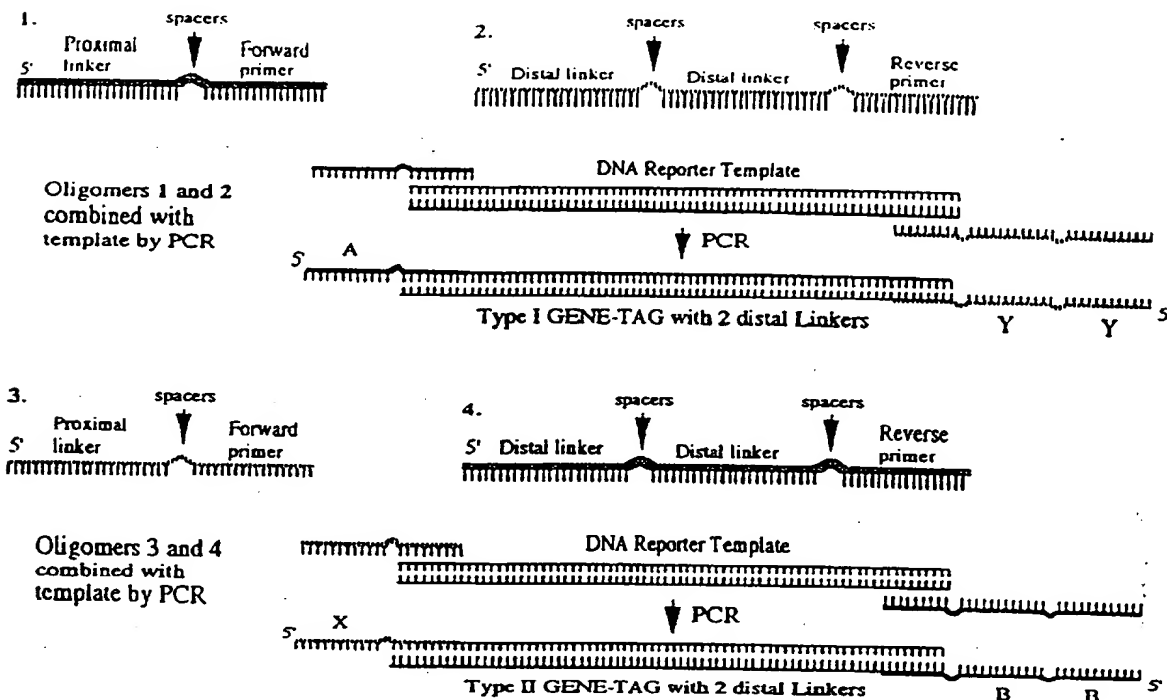 1.
spacers
Proximal
linker
Forward
primer
5'
2.
spacers
spacers
5'
Distal linker
Distal linker
Reverse
primer
Oligomers 1 and 2
combined with
template by PCR
DNA Reporter Template
PCR
5'
A
Type I GENE-TAG with 2 distal Linkers
Y
Y
5'
3.
spacers
Proximal
linker
Forward
primer
5'
4.
spacers
spacers
5'
Distal linker
Distal linker
Reverse
primer
Oligomers 3 and 4
combined with
template by PCR
DNA Reporter Template
PCR
5'
X
Type II GENE-TAG with 2 distal Linkers
B
B
5'